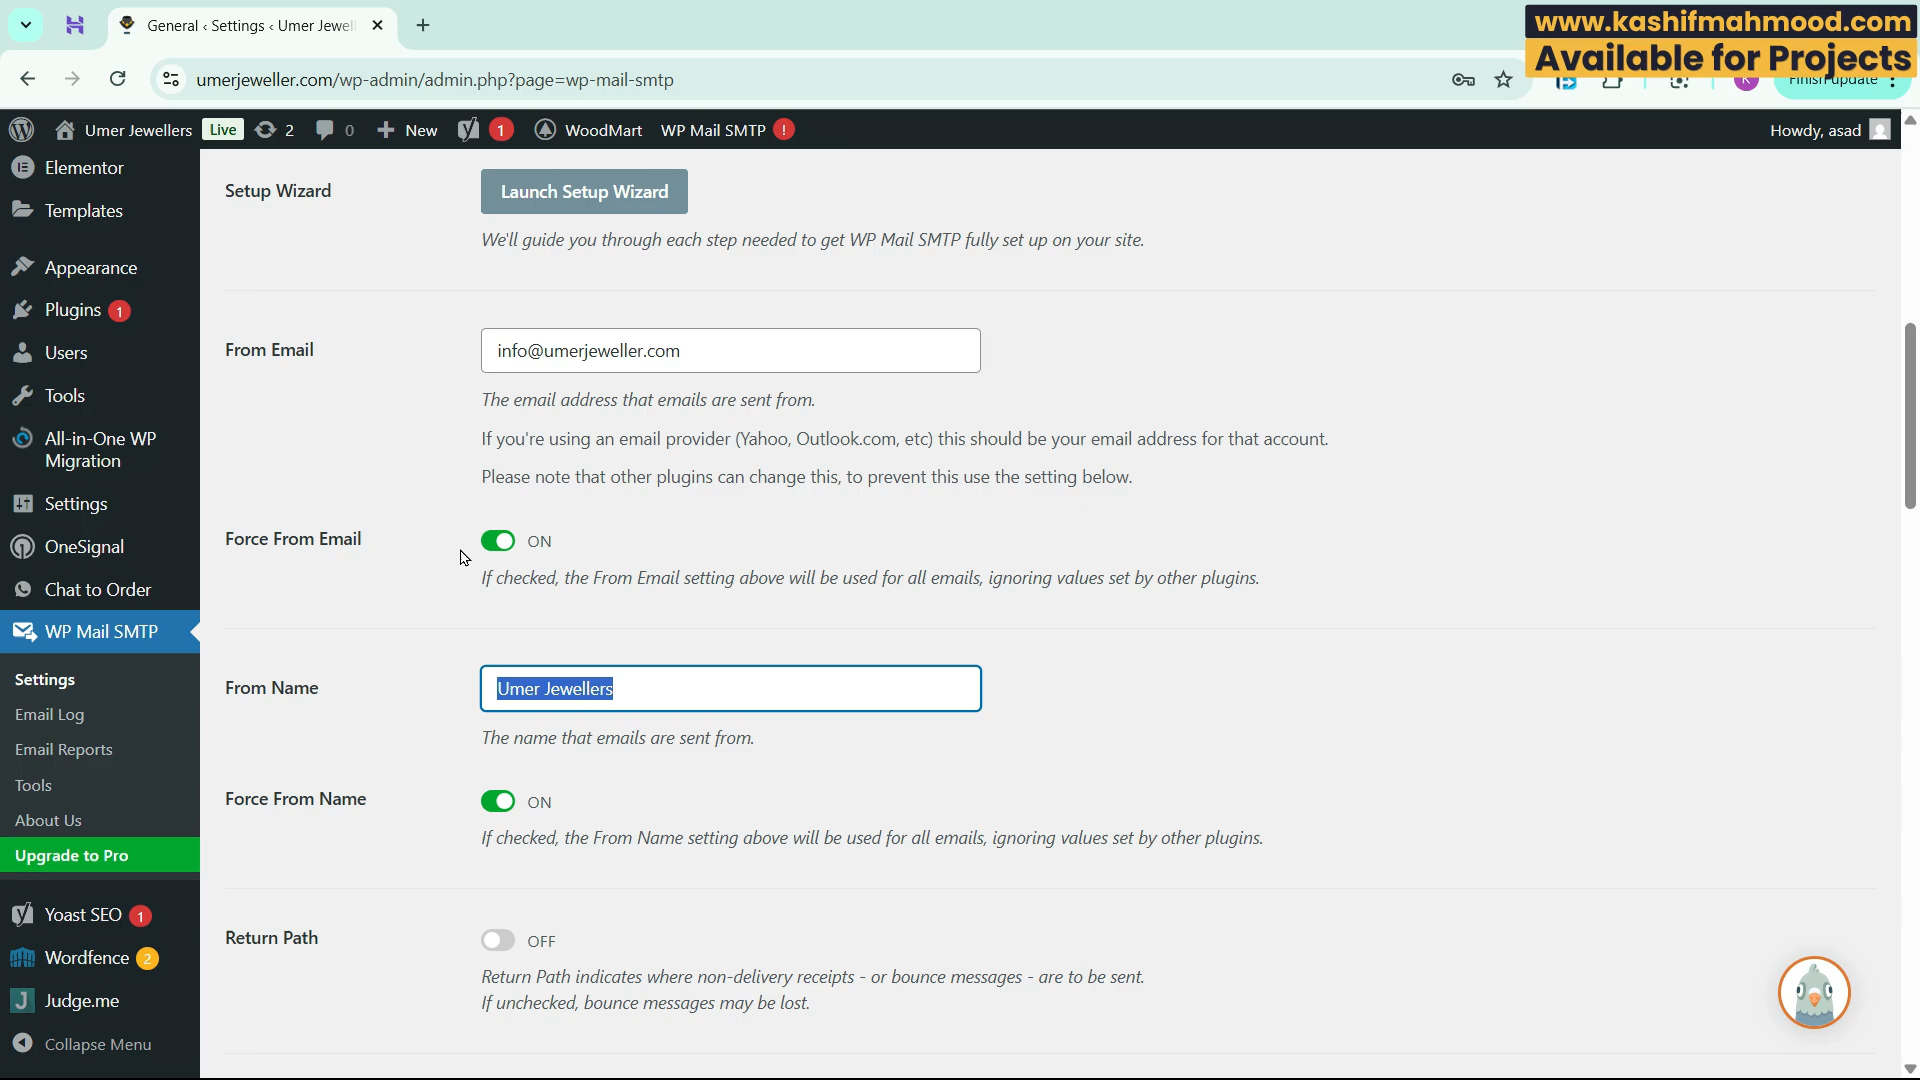 General ‹ Settings ‹ Umer Jewel
www.kashifmahmood.com
Available for Projects
umerjeweller.com/wp-admin/admin.php?page=wp-mail-smtp
Finish update
Umer Jewellers Live 2 0 New 1 WoodMart WP Mail SMTP ! Howdy, asad
Elementor
Templates
Appearance
Plugins 1
Users
Tools
All-in-One WP
Migration
Settings
OneSignal
Chat to Order
WP Mail SMTP
Settings
Email Log
Email Reports
Tools
About Us
Upgrade to Pro
Yoast SEO 1
Wordfence 2
Judge.me
Collapse Menu
Setup Wizard
Launch Setup Wizard
We'll guide you through each step needed to get WP Mail SMTP fully set up on your site.
From Email
info@umerjeweller.com
The email address that emails are sent from.
If you're using an email provider (Yahoo, Outlook.com, etc) this should be your email address for that account.
Please note that other plugins can change this, to prevent this use the setting below.
Force From Email
ON
If checked, the From Email setting above will be used for all emails, ignoring values set by other plugins.
From Name
Umer Jewellers
The name that emails are sent from.
Force From Name
ON
If checked, the From Name setting above will be used for all emails, ignoring values set by other plugins.
Return Path
OFF
Return Path indicates where non-delivery receipts - or bounce messages - are to be sent.
If unchecked, bounce messages may be lost.